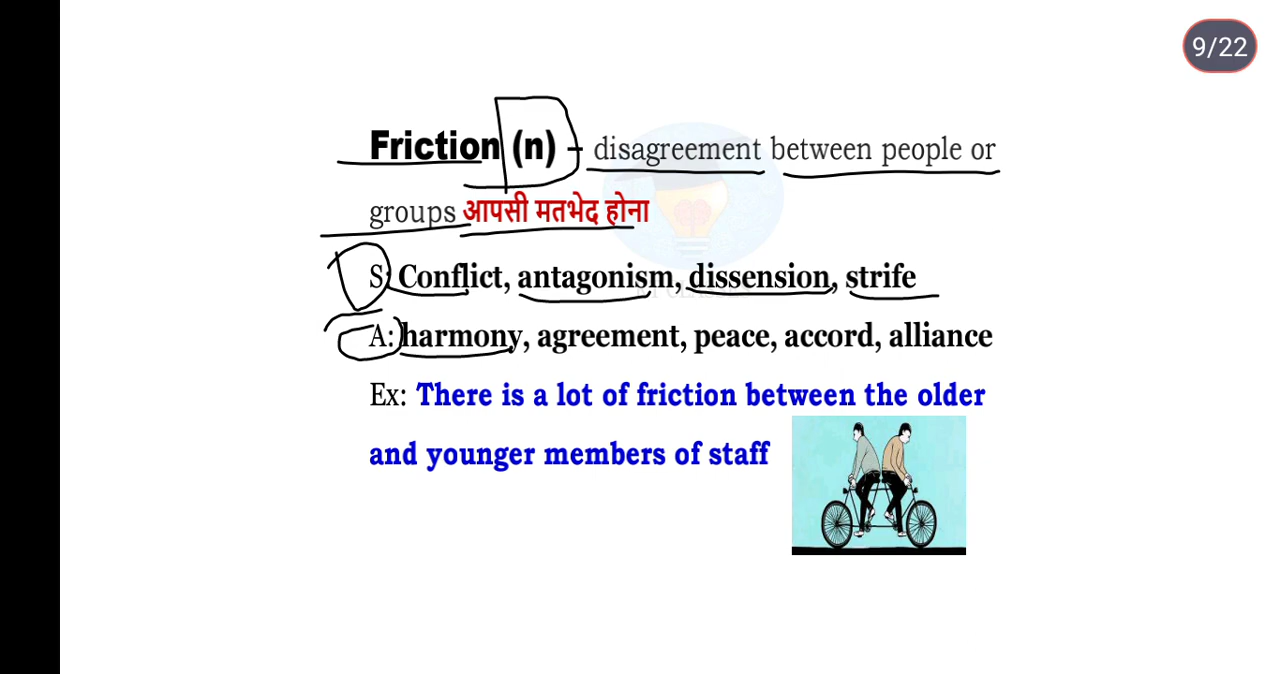 9/22
Friction (n) - disagreement between people or
groups आपसी मतभेद होना
S: Conflict, antagonism, dissension, strife
A: harmony, agreement, peace, accord, alliance
Ex: There is a lot of friction between the older
and younger members of staff